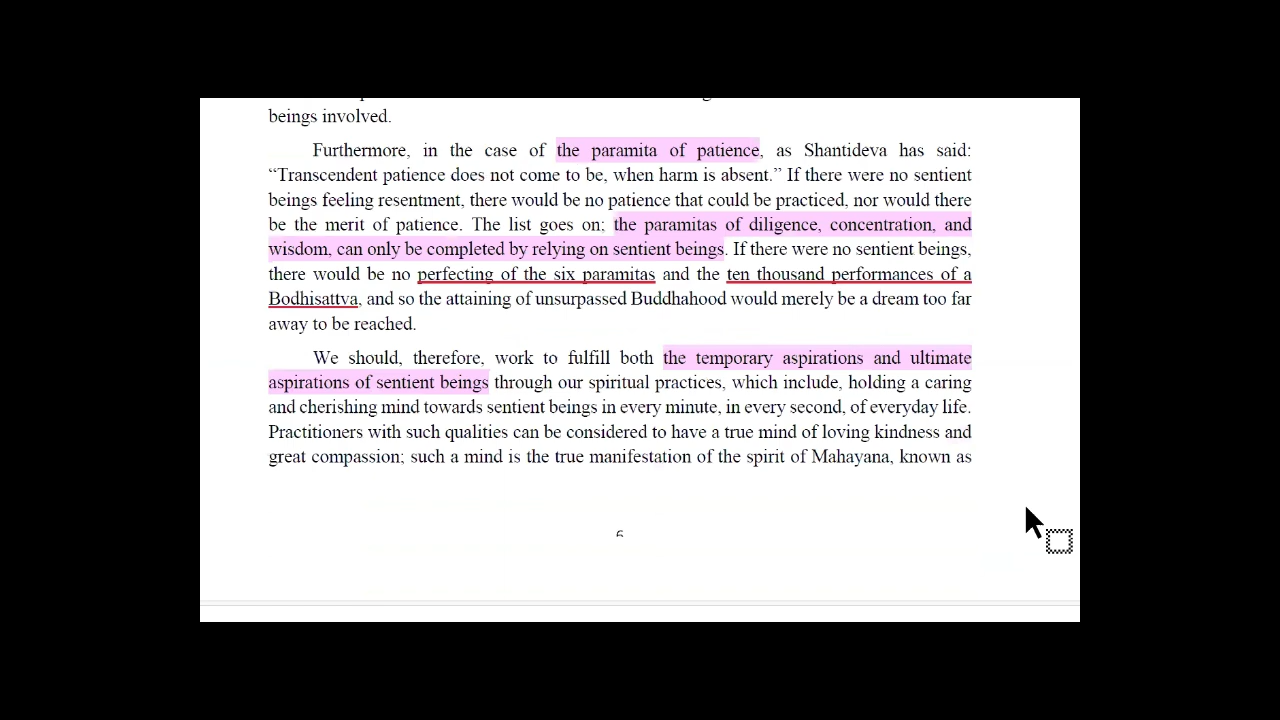 beings involved.
Furthermore, in the case of the paramita of patience, as Shantideva has said:
“Transcendent patience does not come to be, when harm is absent.” If there were no sentient
beings feeling resentment, there would be no patience that could be practiced, nor would there
be the merit of patience. The list goes on; the paramitas of diligence, concentration, and
wisdom, can only be completed by relying on sentient beings. If there were no sentient beings,
there would be no perfecting of the six paramitas and the ten thousand performances of a
Bodhisattva, and so the attaining of unsurpassed Buddhahood would merely be a dream too far
away to be reached.
We should, therefore, work to fulfill both the temporary aspirations and ultimate
aspirations of sentient beings through our spiritual practices, which include, holding a caring
and cherishing mind towards sentient beings in every minute, in every second, of everyday life.
Practitioners with such qualities can be considered to have a true mind of loving kindness and
great compassion; such a mind is the true manifestation of the spirit of Mahayana, known as